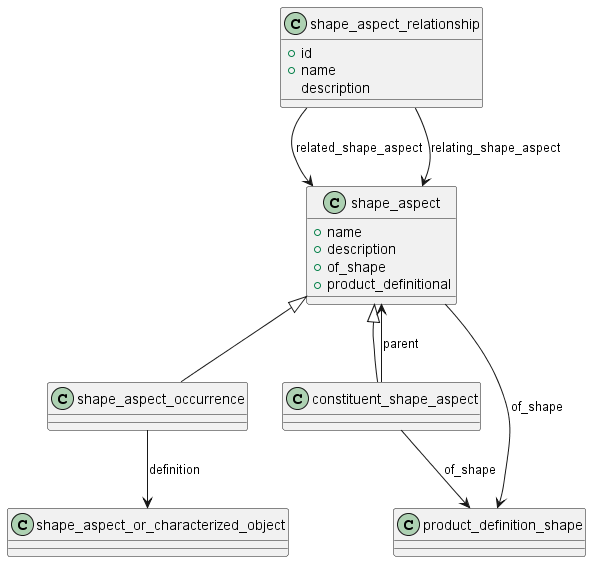 C shape_aspect_relationship
id
name
description
related_shape_aspect
relating_shape_aspect
C shape_aspect
name
description
of_shape
product_definitional
parent
C shape_aspect_occurrence
C constituent_shape_aspect
of_shape
definition
of_shape
C shape_aspect_or_characterized_object
C product_definition_shape